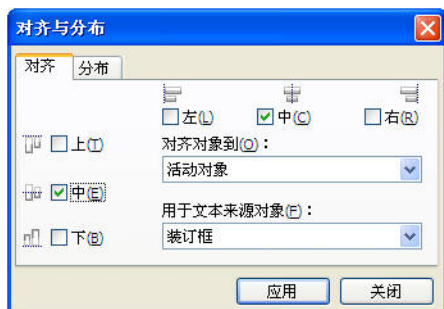 对齐与分布
对齐 分布
左(L) 中(C) 右(R)
上(T) 对齐对象到(O)：
活动对象
中(E)
用于文本来源对象(F)：
下(B) 装订框
应用 关闭